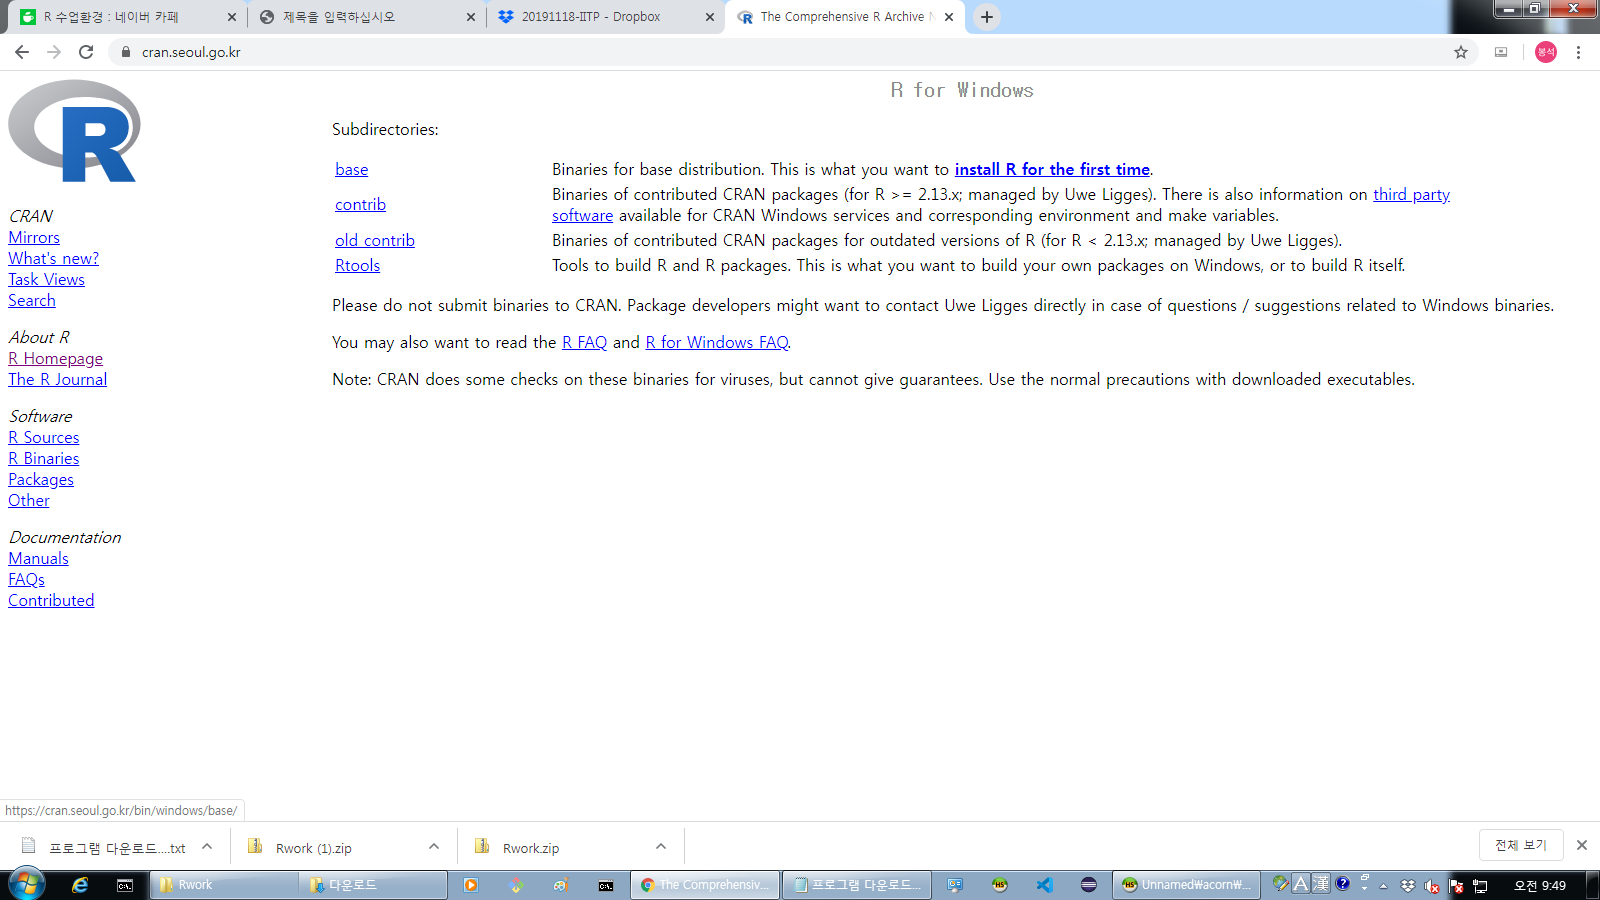 R 수업환경 : 네이버 카페
제목을 입력하십시오
20191118-IITP - Dropbox
The Comprehensive R Archive N
cran.seoul.go.kr
봉석
R
R for Windows
Subdirectories:
base Binaries for base distribution. This is what you want to install R for the first time.
contrib Binaries of contributed CRAN packages (for R >= 2.13.x; managed by Uwe Ligges). There is also information on third party
software available for CRAN Windows services and corresponding environment and make variables.
old contrib Binaries of contributed CRAN packages for outdated versions of R (for R < 2.13.x; managed by Uwe Ligges).
Rtools Tools to build R and R packages. This is what you want to build your own packages on Windows, or to build R itself.
Please do not submit binaries to CRAN. Package developers might want to contact Uwe Ligges directly in case of questions / suggestions related to Windows binaries.
You may also want to read the R FAQ and R for Windows FAQ.
Note: CRAN does some checks on these binaries for viruses, but cannot give guarantees. Use the normal precautions with downloaded executables.
CRAN
Mirrors
What's new?
Task Views
Search
About R
R Homepage
The R Journal
Software
R Sources
R Binaries
Packages
Other
Documentation
Manuals
FAQs
Contributed
https://cran.seoul.go.kr/bin/windows/base/
프로그램 다운로드....txt
Rwork (1).zip
Rwork.zip
전체 보기
Rwork
다운로드
The Comprehensiv...
프로그램 다운로드...
Unnamed₩acorn₩...
A 漢
오전 9:49